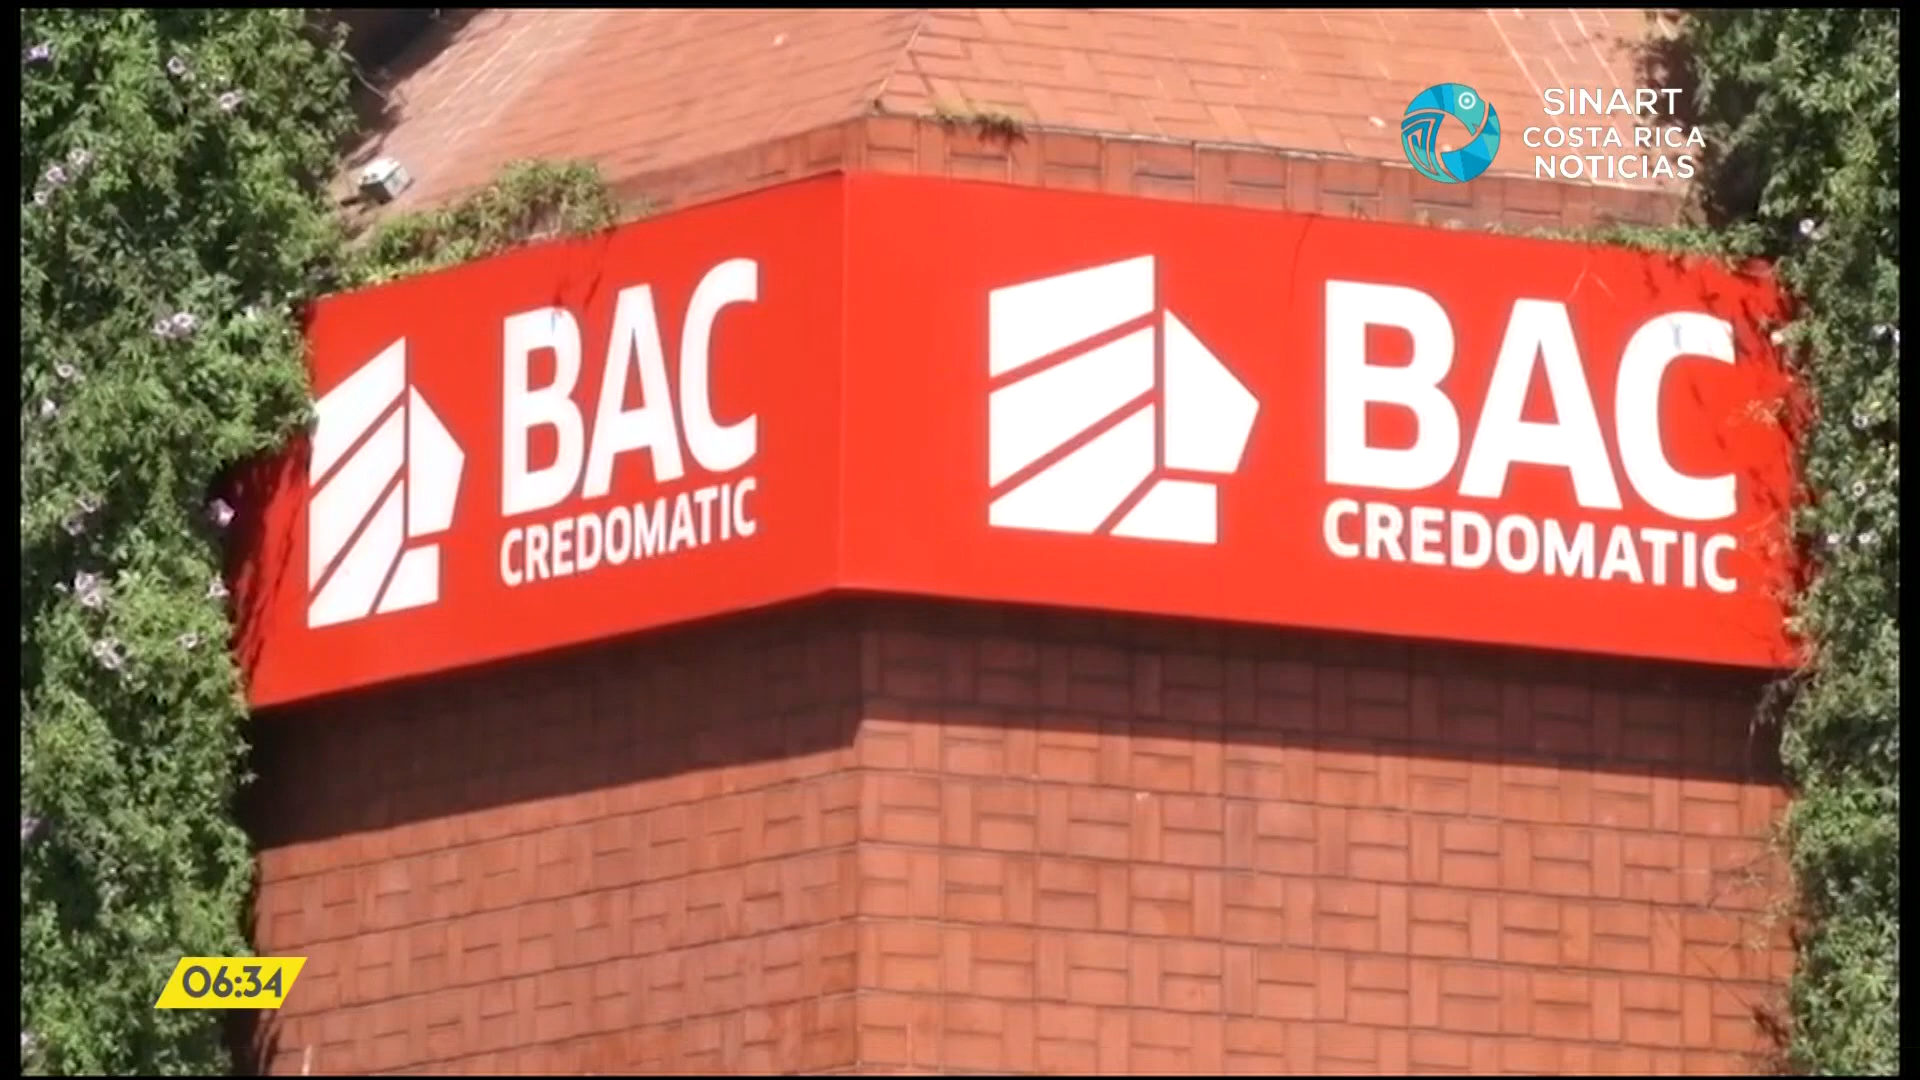 SINART
COSTA RICA
NOTICIAS
BAC
CREDOMATIC
BAC
CREDOMATIC
06:34